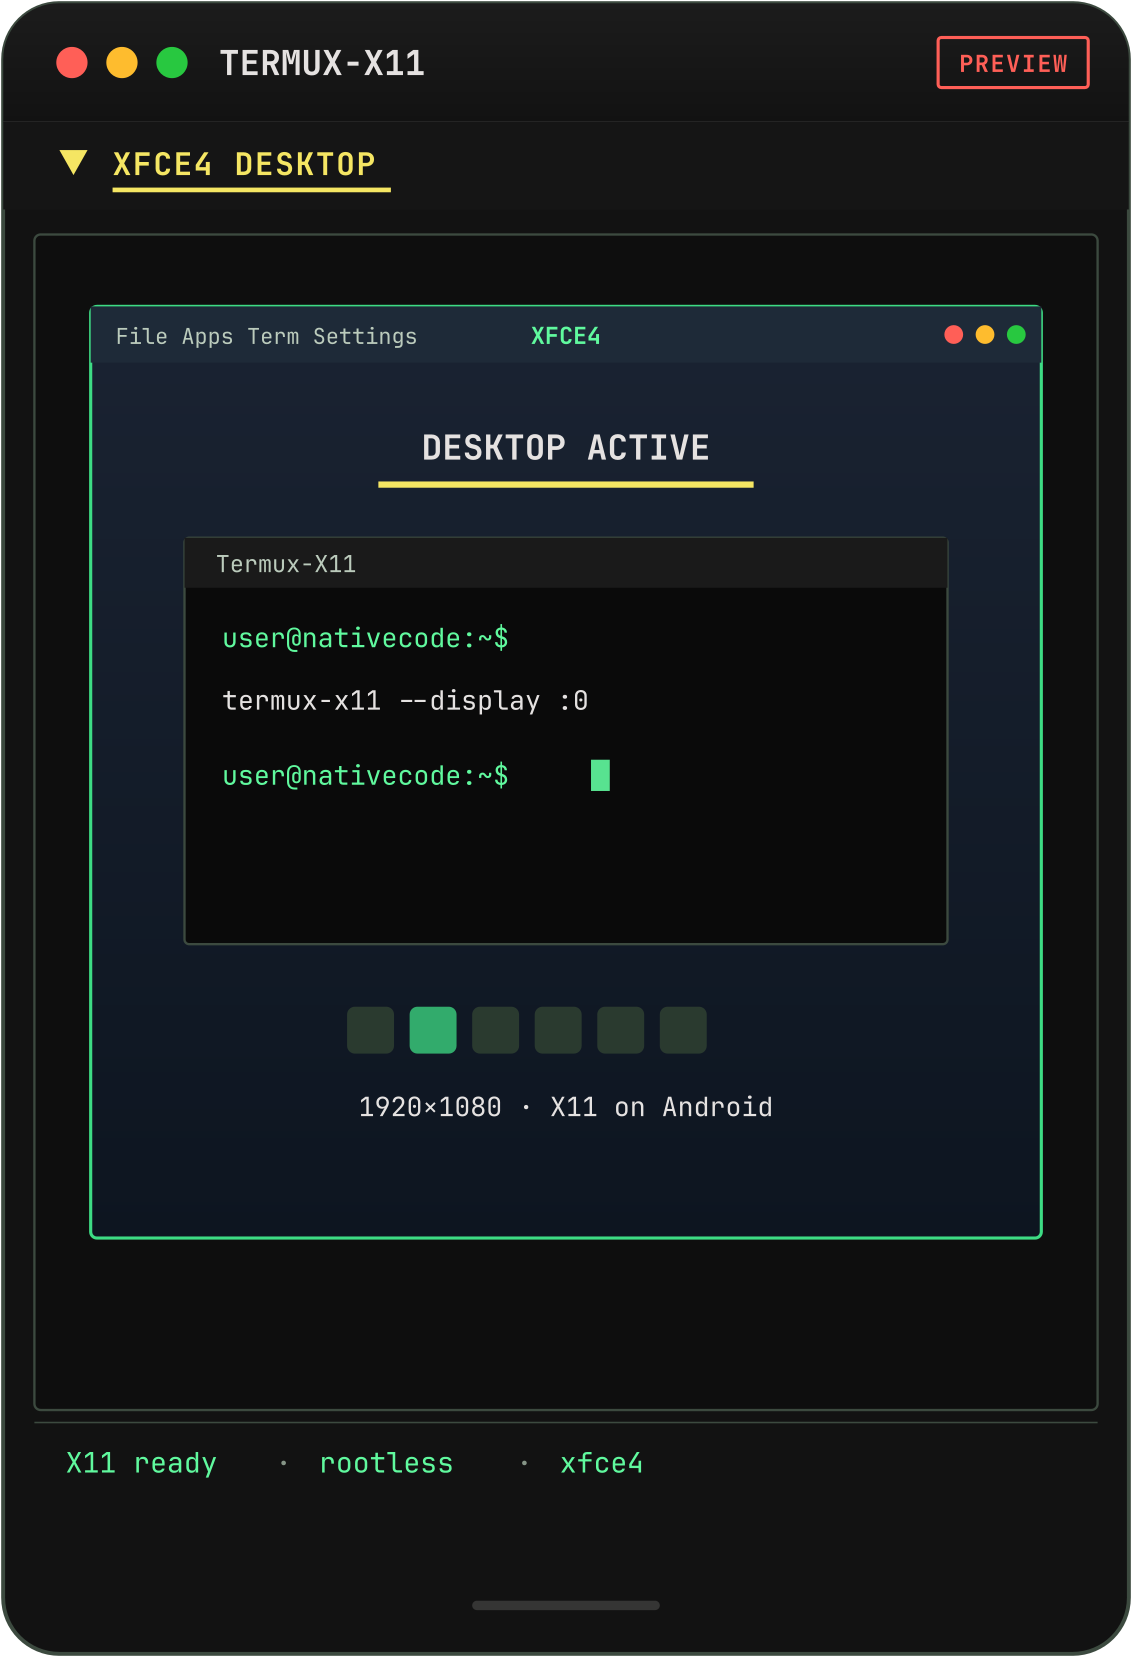 TERMUX-X11
PREVIEW
XFCE4 DESKTOP
File Apps Term Settings
XFCE4
DESKTOP ACTIVE
Termux-X11
user@nativecode:~$
termux-x11 --display :0
user@nativecode:~$
1920×1080 · X11 on Android
X11 ready · rootless · xfce4